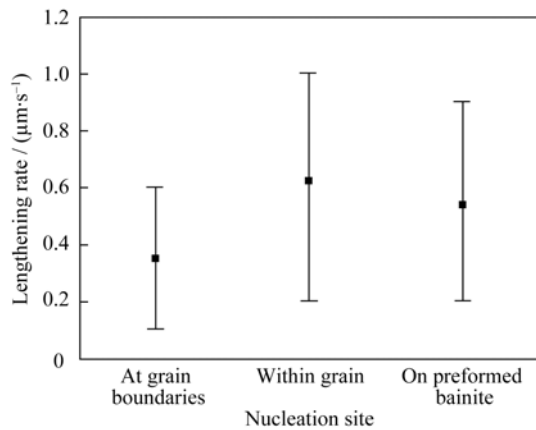 1.2
1.0
0.8
0.6
0.4
0.2
0
Lengthening rate / (μm·s⁻¹)
At grain
boundaries
Within grain
On preformed
bainite
Nucleation site